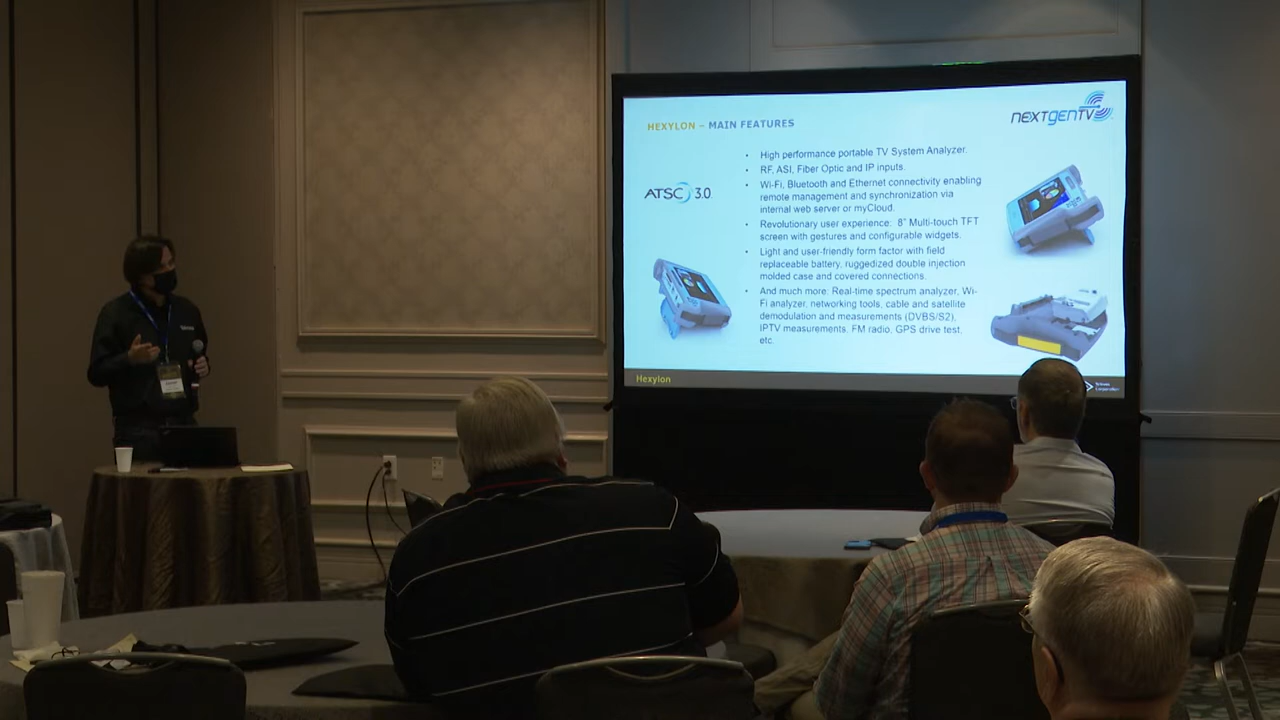 HEXYLON – MAIN FEATURES
NEXTGENTV
ATSC 3.0
• High performance portable TV System Analyzer.
• RF, ASI, Fiber Optic and IP inputs.
• Wi-Fi, Bluetooth and Ethernet connectivity enabling
remote management and synchronization via
internal web server or myCloud.
• Revolutionary user experience: 8" Multi-touch TFT
screen with gestures and configurable widgets.
• Light and user-friendly form factor with field
replaceable battery, ruggedized double injection
molded case and covered connections.
• And much more: Real-time spectrum analyzer, Wi-
Fi analyzer, networking tools, cable and satellite
demodulation and measurements (DVBS/S2),
IPTV measurements. FM radio, GPS drive test,
etc.
Hexylon